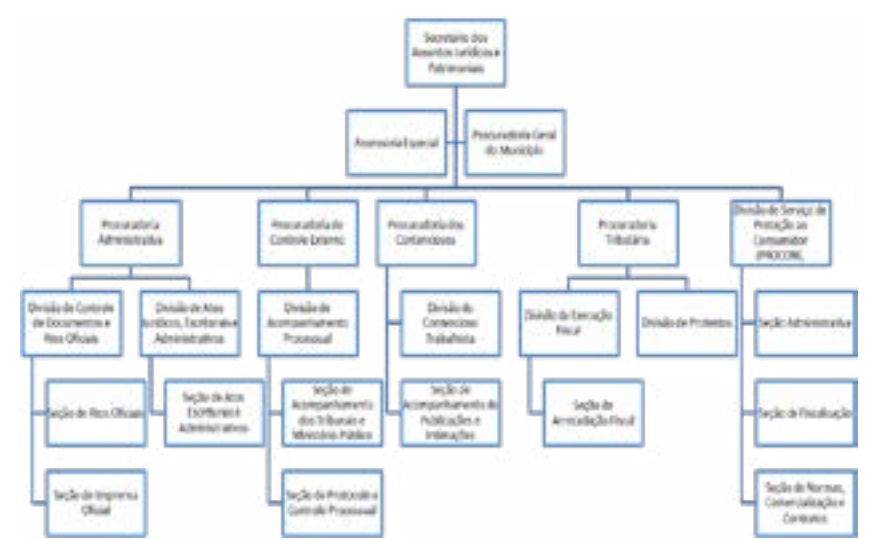 Secretario dos
Assuntos Jurídicos e
Patrimoniais
Assessoria Especial
Procuradoria Geral
do Município
Procuradoria
Administrativa
Procuradoria de
Controle Externo
Procuradoria dos
Contenciosos
Procuradoria
Tributária
Divisão de Serviço de
Proteção ao
Consumidor
(PROCON),
Divisão de Controle
de Documentos e
Atos Oficiais
Divisão de Atos
Jurídicos, Escriturais e
Administrativos
Divisão de
Acompanhamento
Processual
Divisão do
Contencioso
Trabalhista
Divisão da Execução
Fiscal
Divisão de Protestos
Seção Administrativa
Seção de Atos Oficiais
Seção de Atos
Escriturais e
Administrativos
Seção de
Acompanhamento
dos Tribunais e
Ministério Público
Seção de
Acompanhamento de
Publicações e
Intimações
Seção de
Arrecadação Fiscal
Seção de Fiscalização
Seção de Imprensa
Oficial
Seção de Protocolo e
Controle Processual
Seção de Normas,
Comercialização e
Contratos